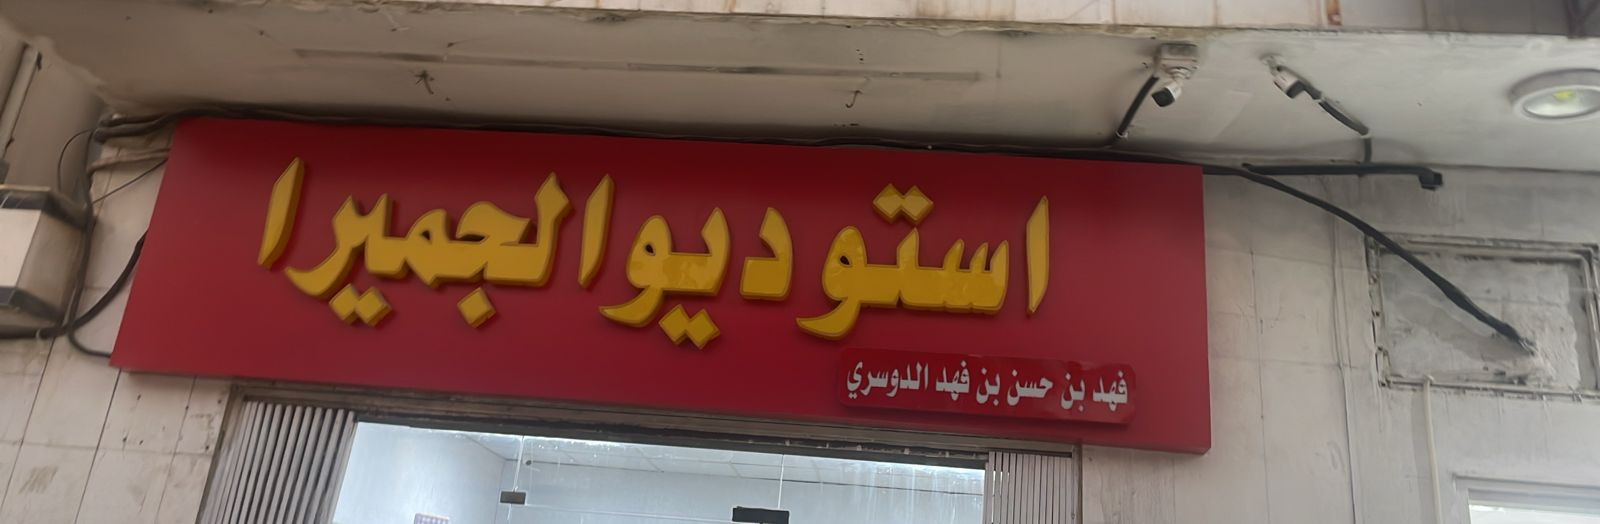 استوديو الجميرا
فهد بن حسن بن فهد الدوسري